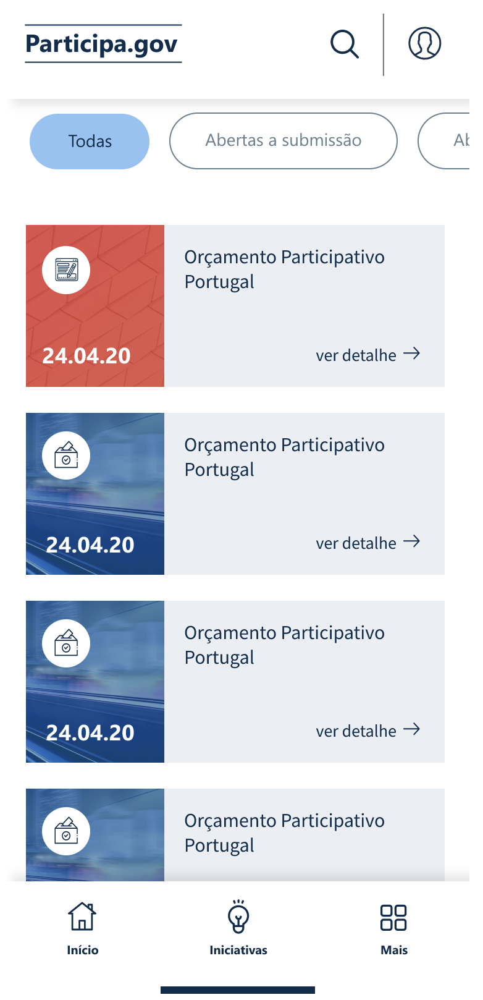 Participa.gov
Todas
Abertas a submissão
Orçamento Participativo
Portugal
24.04.20
ver detalhe
Orçamento Participativo
Portugal
24.04.20
ver detalhe
Orçamento Participativo
Portugal
24.04.20
ver detalhe
Orçamento Participativo
Portugal
Início
Iniciativas
Mais